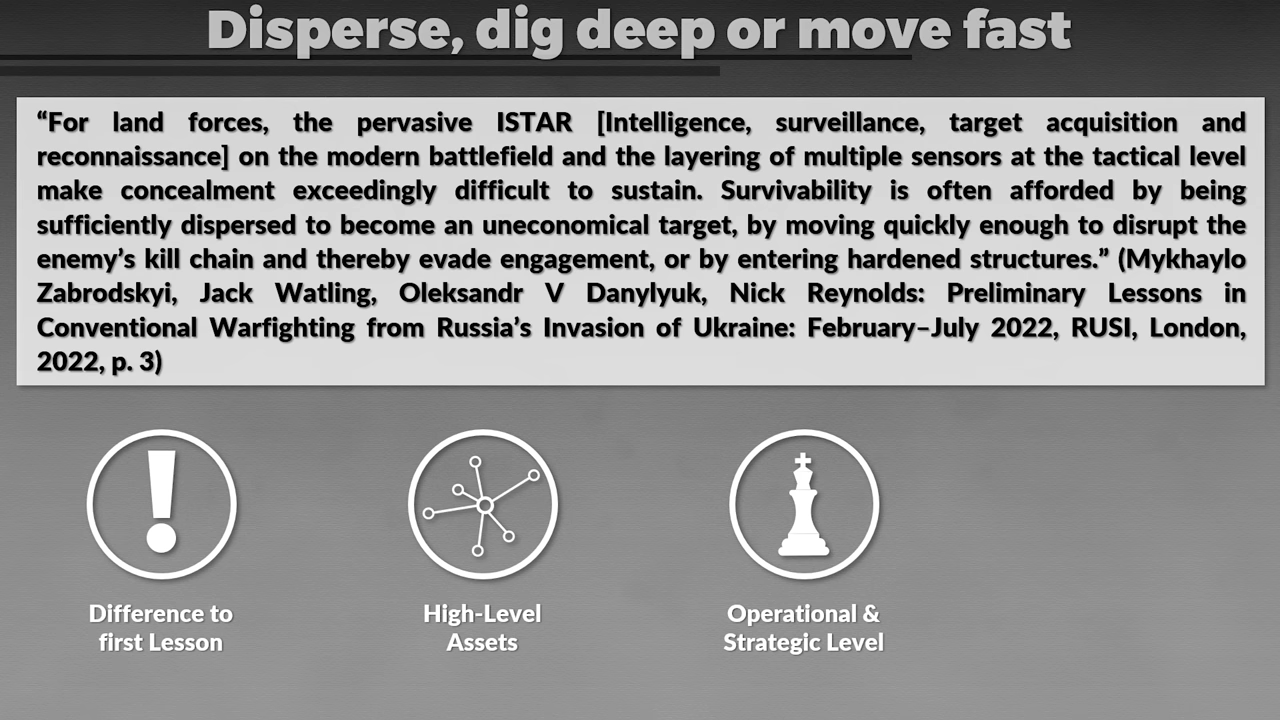 Disperse, dig deep or move fast
“For land forces, the pervasive ISTAR [Intelligence, surveillance, target acquisition and
reconnaissance] on the modern battlefield and the layering of multiple sensors at the tactical level
make concealment exceedingly difficult to sustain. Survivability is often afforded by being
sufficiently dispersed to become an uneconomical target, by moving quickly enough to disrupt the
enemy’s kill chain and thereby evade engagement, or by entering hardened structures.” (Mykhaylo
Zabrodskyi, Jack Watling, Oleksandr V Danylyuk, Nick Reynolds: Preliminary Lessons in
Conventional Warfighting from Russia’s Invasion of Ukraine: February–July 2022, RUSI, London,
2022, p. 3)
Difference to
first Lesson
High-Level
Assets
Operational &
Strategic Level